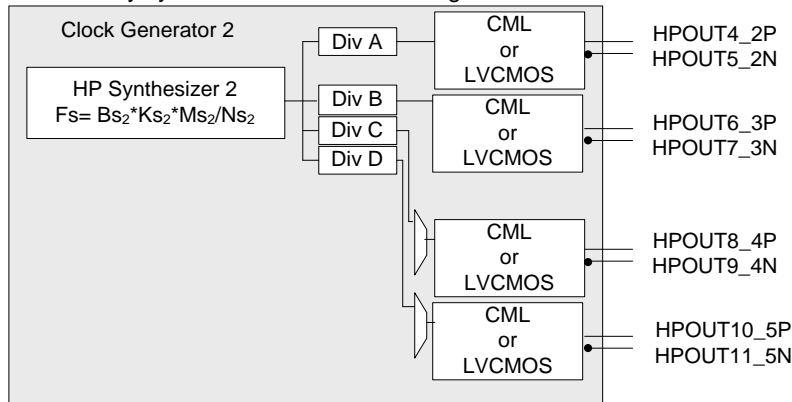 Clock Generator 2
HP Synthesizer 2
Fs= Bs₂*Ks₂*Ms₂/Ns₂
Div A
Div B
Div C
Div D
CML
or
LVCMOS
HPOUT4_2P
HPOUT5_2N
CML
or
LVCMOS
HPOUT6_3P
HPOUT7_3N
CML
or
LVCMOS
HPOUT8_4P
HPOUT9_4N
CML
or
LVCMOS
HPOUT10_5P
HPOUT11_5N